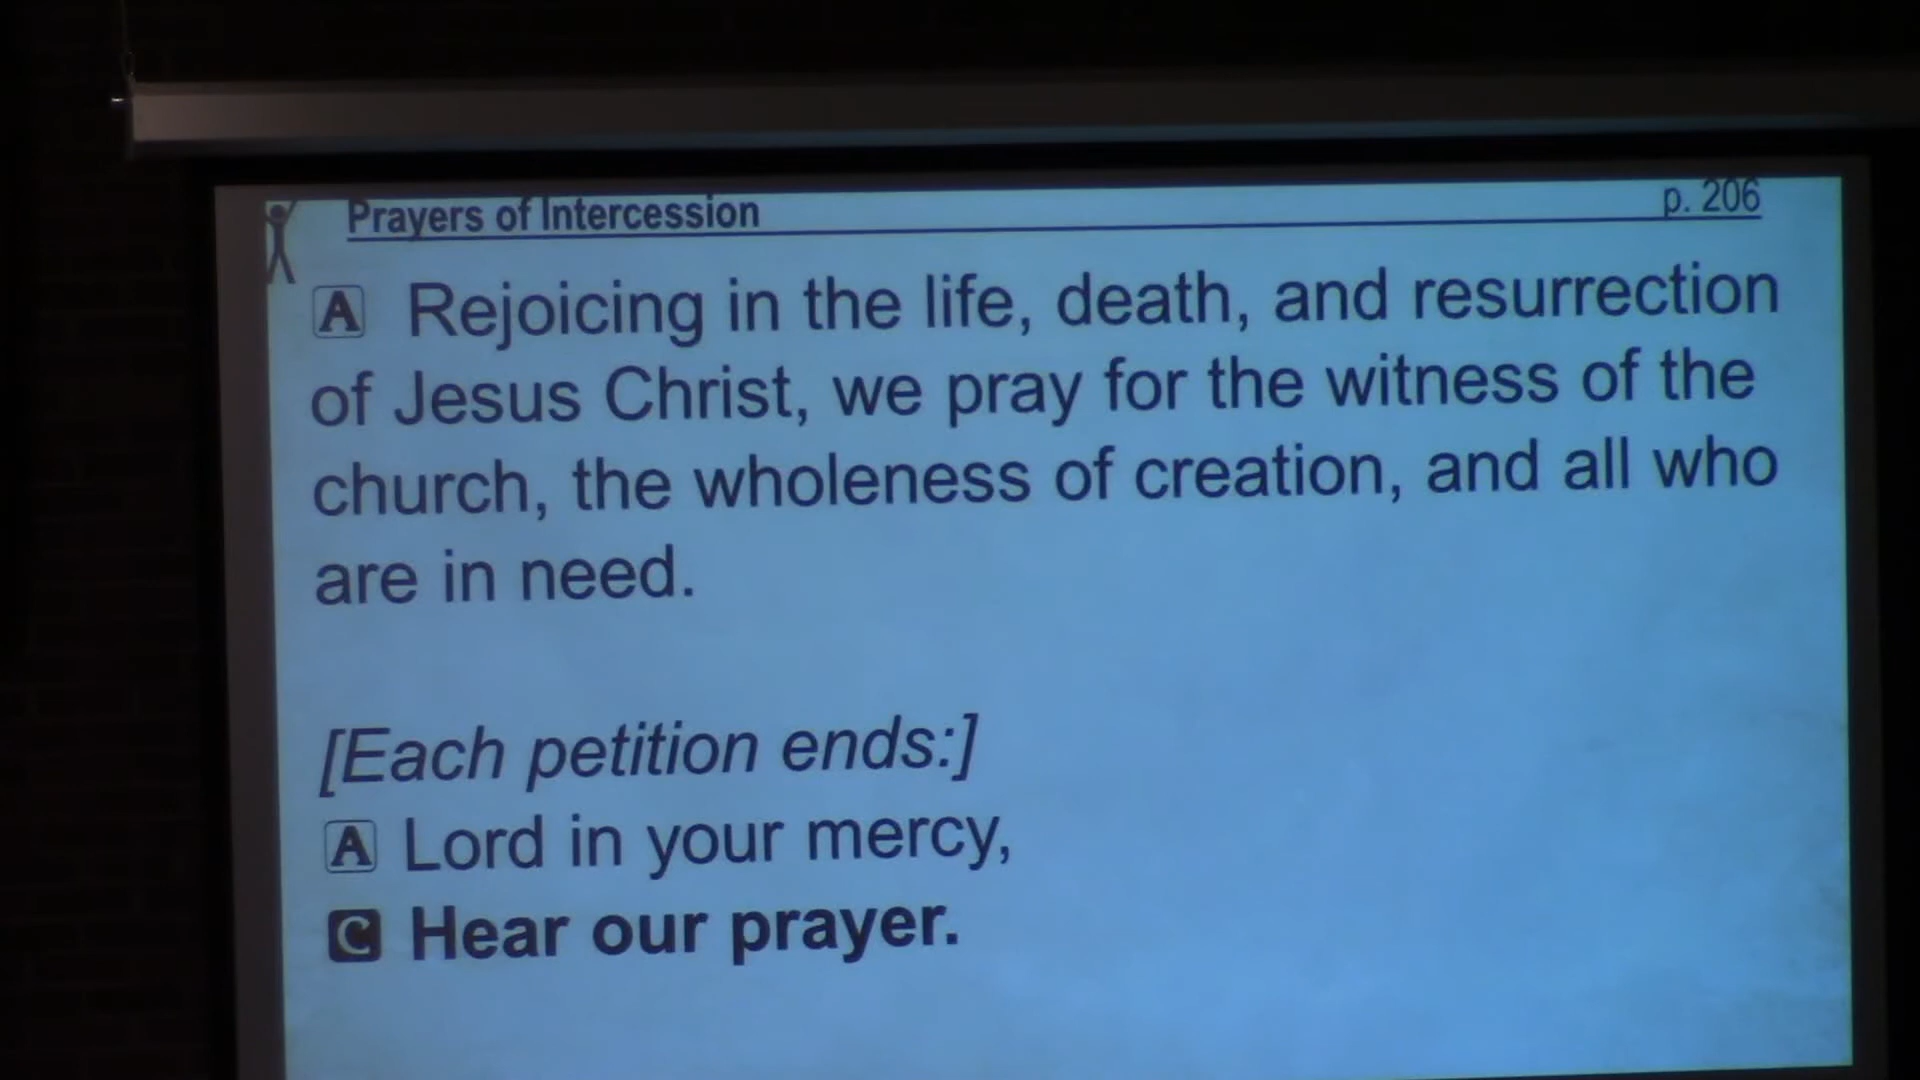 Prayers of Intercession p. 206
A Rejoicing in the life, death, and resurrection
of Jesus Christ, we pray for the witness of the
church, the wholeness of creation, and all who
are in need.
[Each petition ends:]
A Lord in your mercy,
C Hear our prayer.